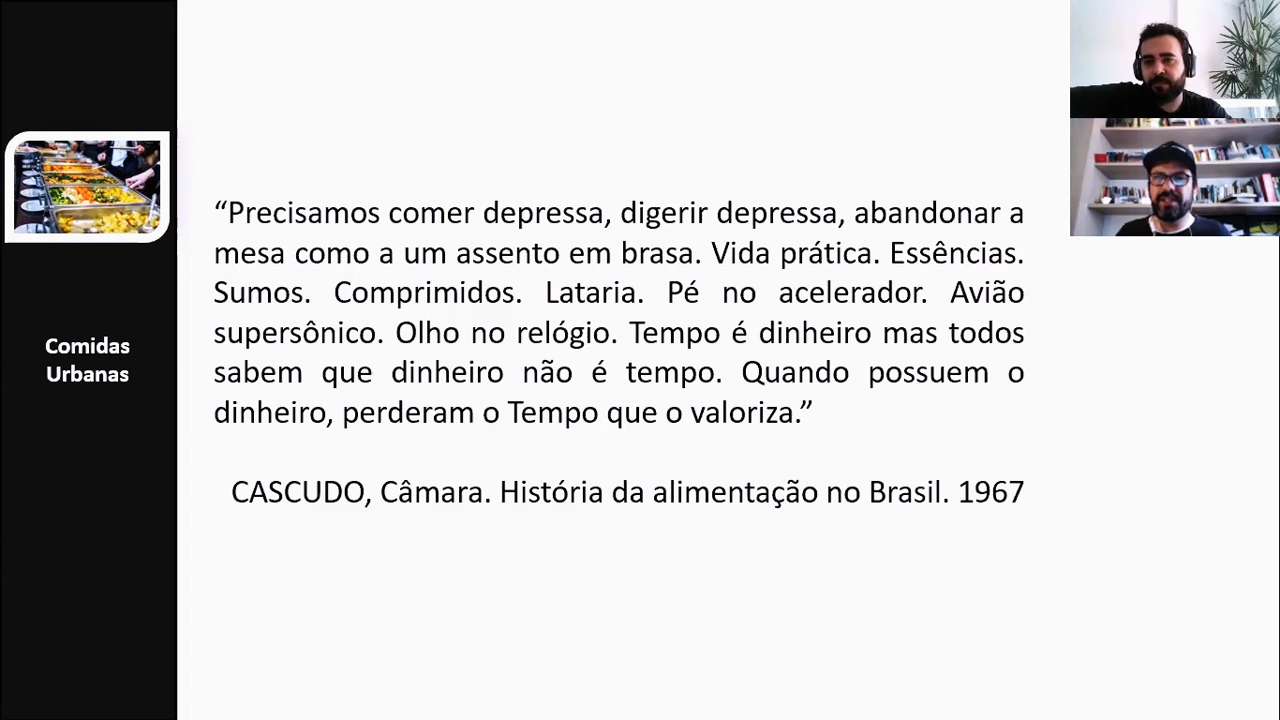 Comidas
Urbanas
“Precisamos comer depressa, digerir depressa, abandonar a
mesa como a um assento em brasa. Vida prática. Essências.
Sumos. Comprimidos. Lataria. Pé no acelerador. Avião
supersônico. Olho no relógio. Tempo é dinheiro mas todos
sabem que dinheiro não é tempo. Quando possuem o
dinheiro, perderam o Tempo que o valoriza.”
CASCUDO, Câmara. História da alimentação no Brasil. 1967